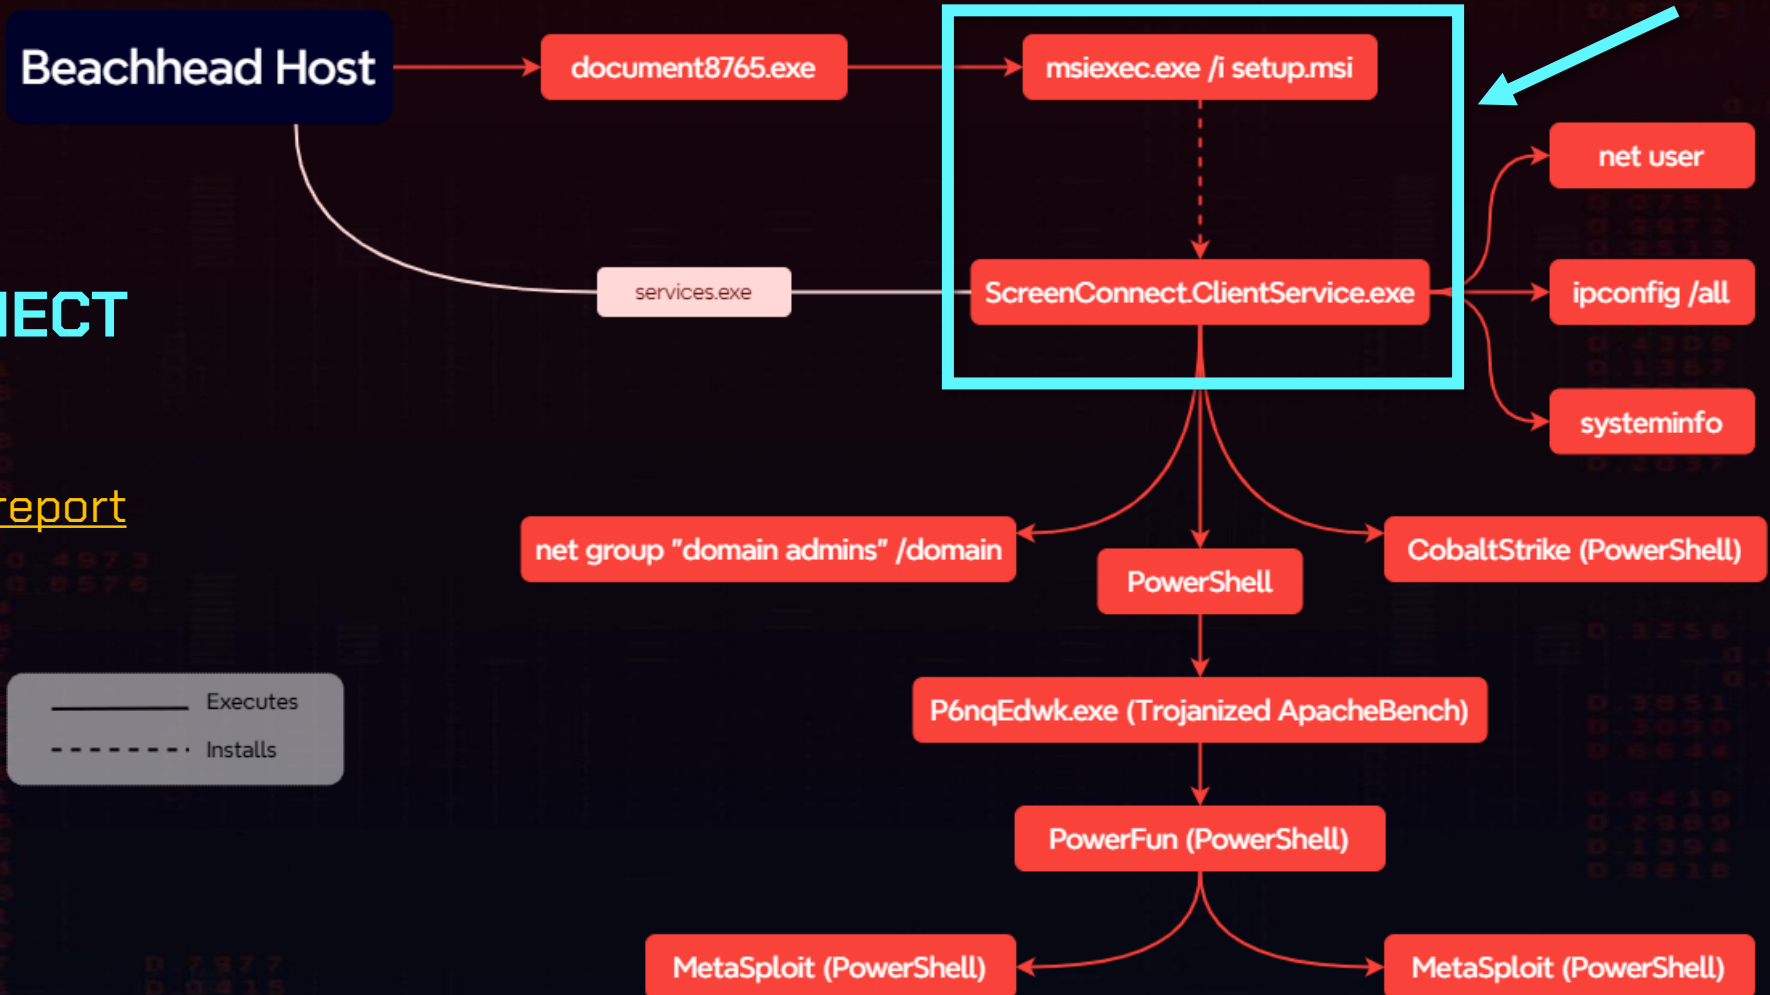 Beachhead Host
document8765.exe
msiexec.exe /i setup.msi
net user
services.exe
ScreenConnect.ClientService.exe
ipconfig /all
NECT
systeminfo
report
net group "domain admins" /domain
PowerShell
CobaltStrike (PowerShell)
P6nqEdwk.exe (Trojanized ApacheBench)
Executes
Installs
PowerFun (PowerShell)
MetaSploit (PowerShell)
MetaSploit (PowerShell)